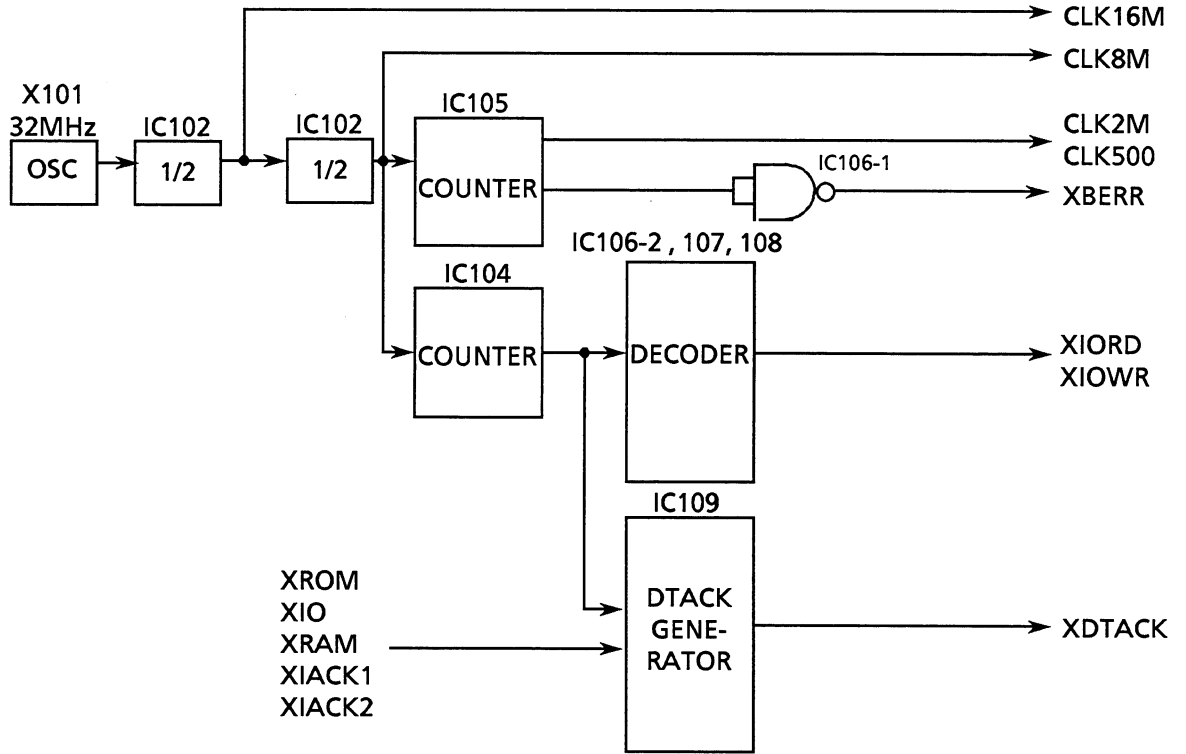 CLK16M
CLK8M
X101
32MHz
OSC
IC102
1/2
IC102
1/2
IC105
COUNTER
CLK2M
CLK500
IC106-1
XBERR
IC106-2 , 107, 108
DECODER
IC104
COUNTER
XIORD
XIOWR
IC109
DTACK
GENE-
RATOR
XROM
XIO
XRAM
XIACK1
XIACK2
XDTACK